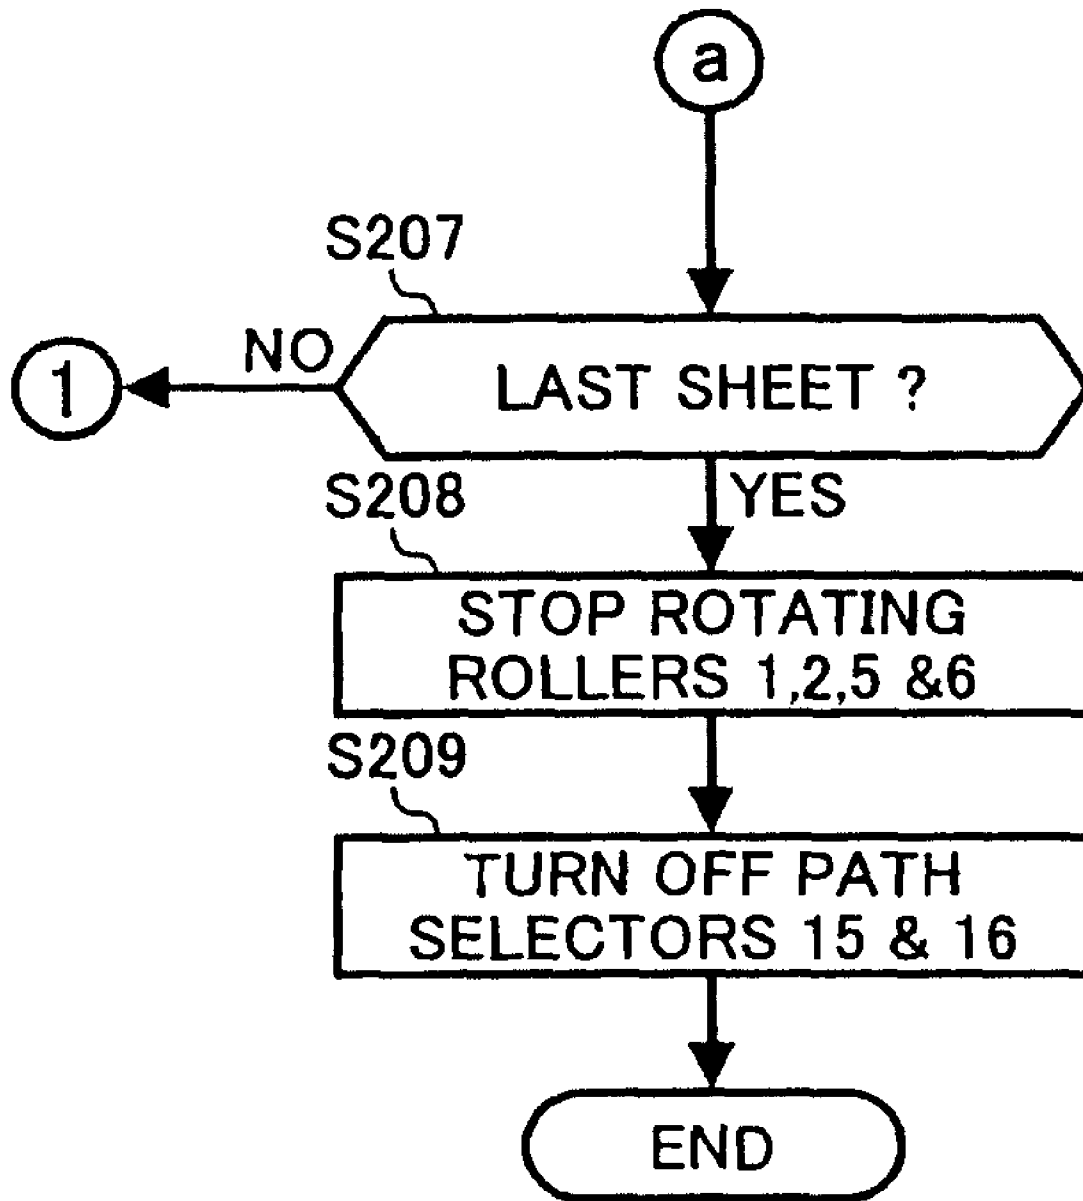 a
S207
NO
1
LAST SHEET ?
YES
S208
STOP ROTATING
ROLLERS 1,2,5 &6
S209
TURN OFF PATH
SELECTORS 15 & 16
END